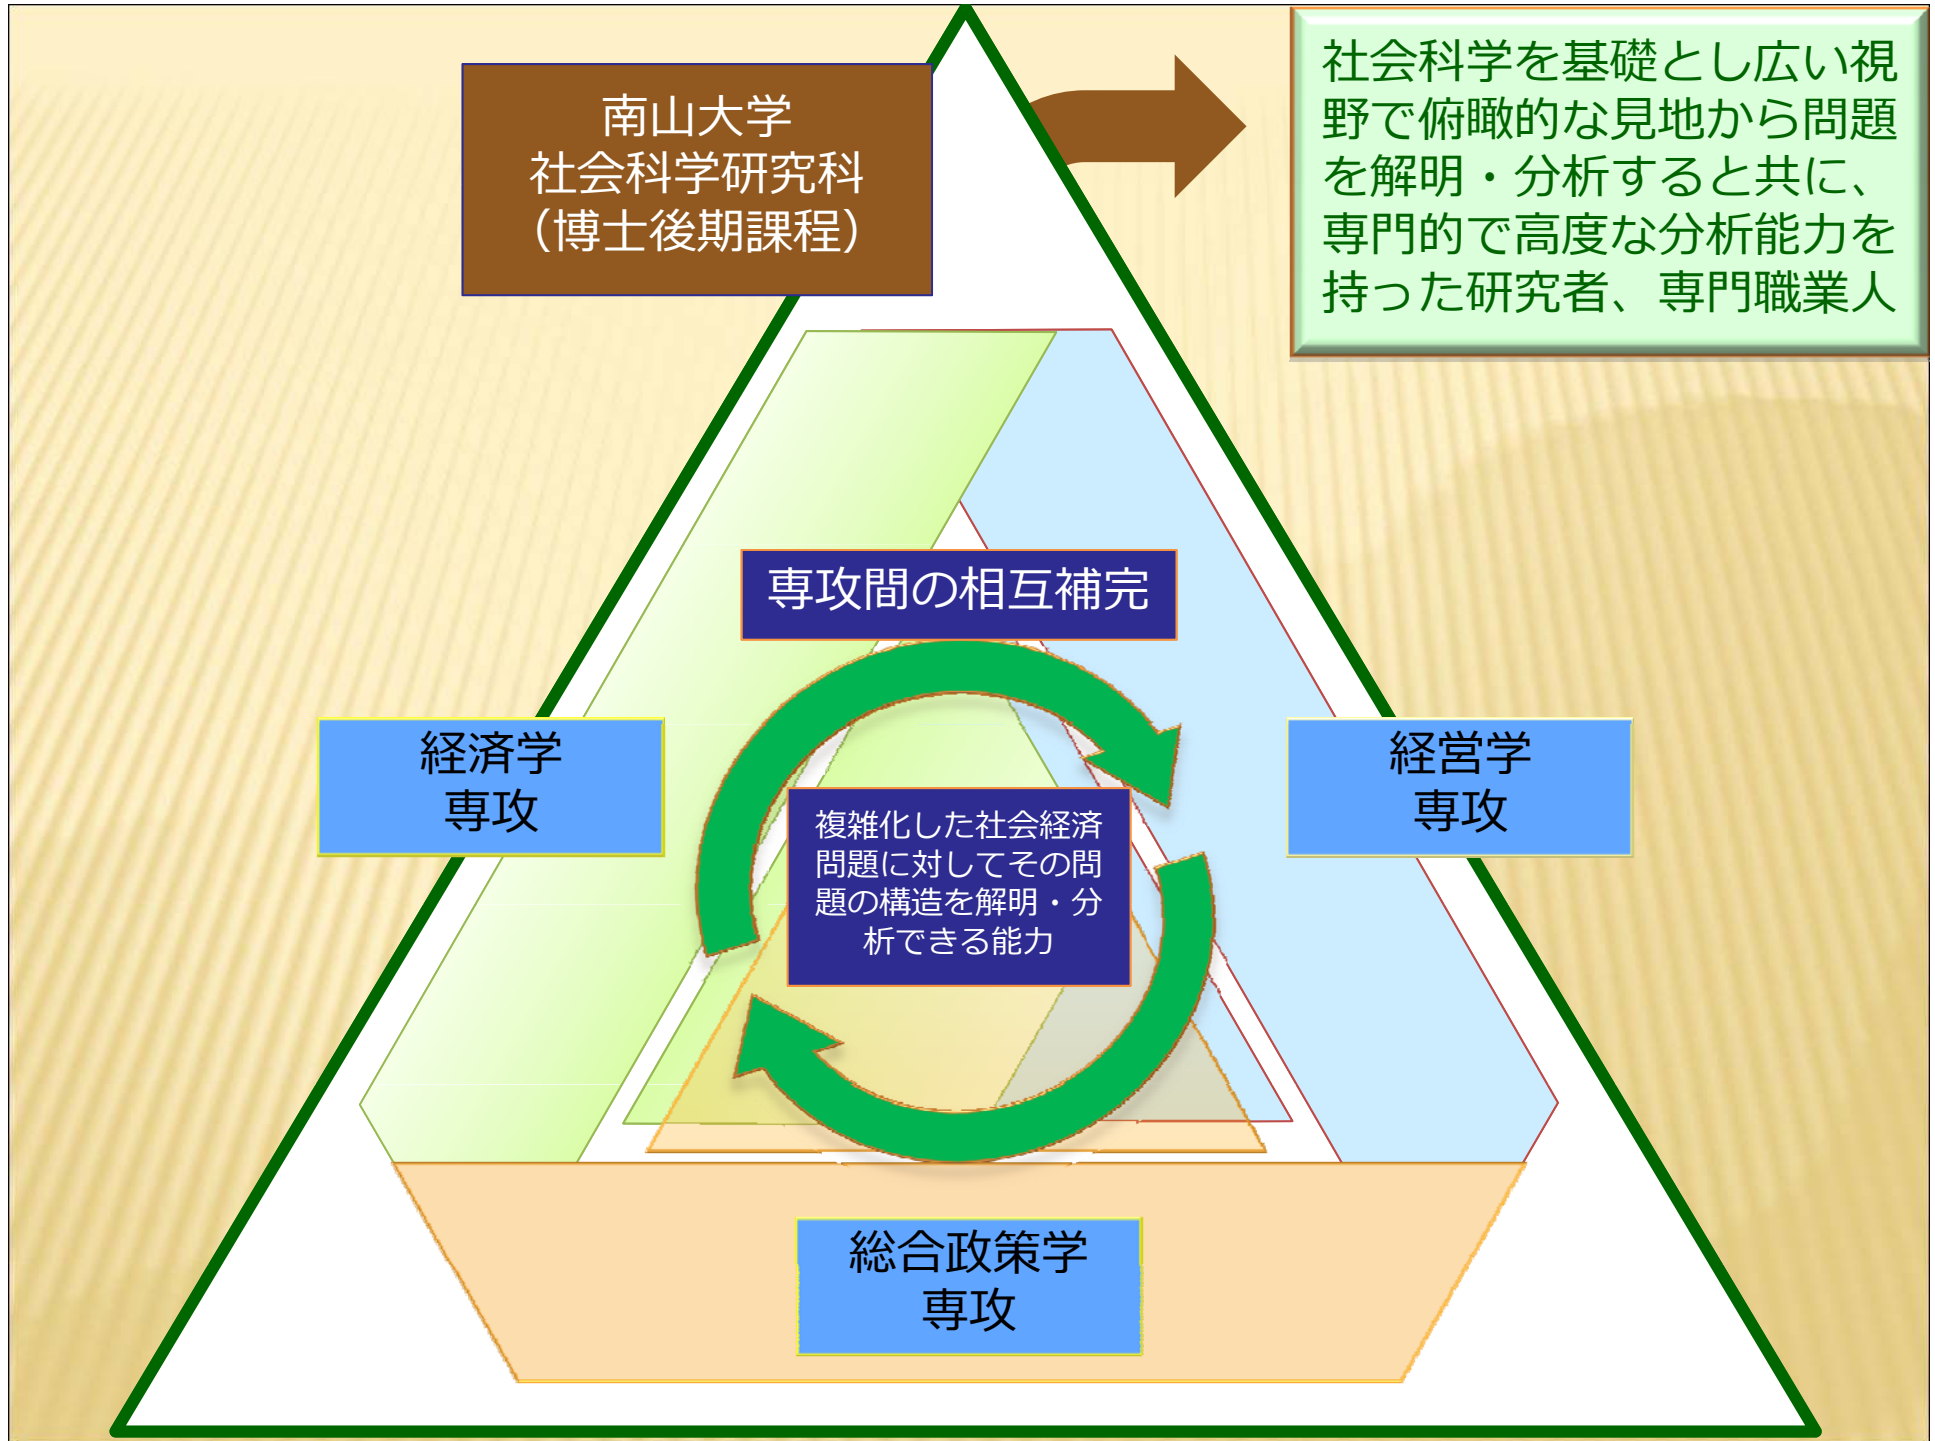 南山大学
社会科学研究科
（博士後期課程）
社会科学を基礎とし広い視
野で俯瞰的な見地から問題
を解明・分析すると共に、
専門的で高度な分析能力を
持った研究者、専門職業人
専攻間の相互補完
経済学
専攻
経営学
専攻
複雑化した社会経済
問題に対してその問
題の構造を解明・分
析できる能力
総合政策学
専攻